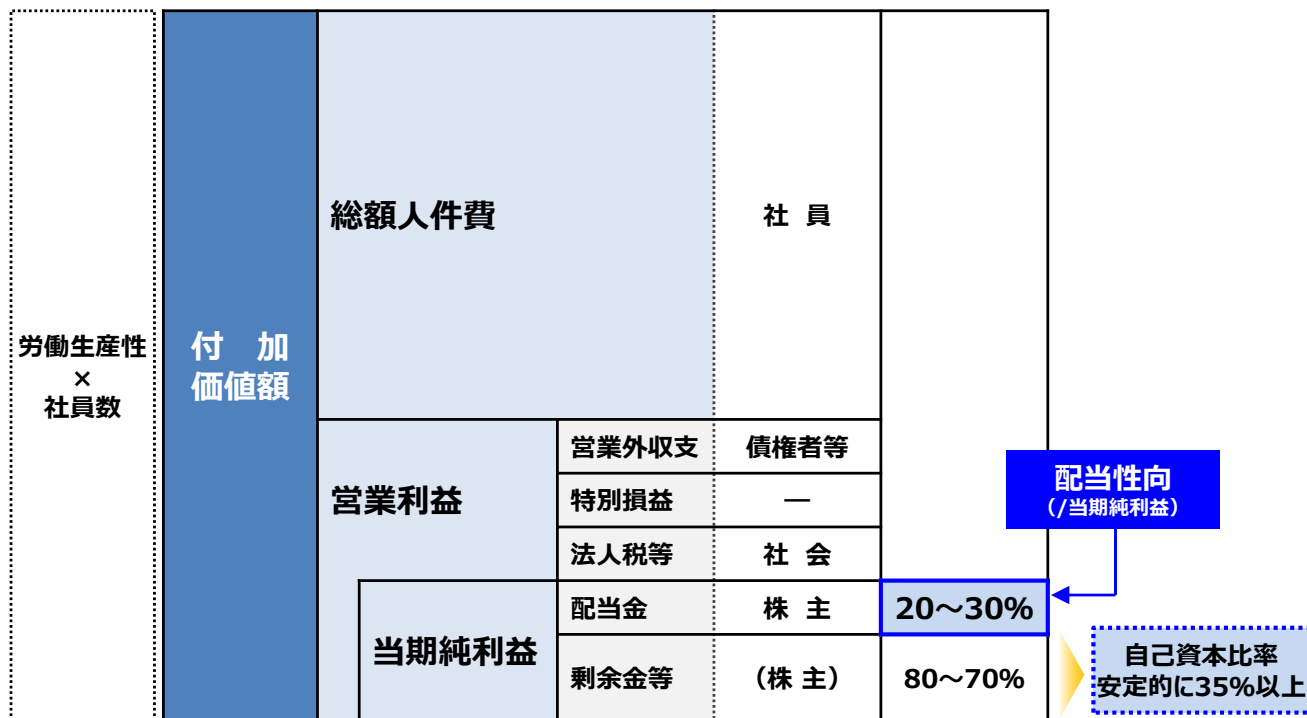 労働生産性
×
社員数
付 加
価値額
総額人件費
社 員
営業利益
営業外収支
債権者等
特別損益
―
法人税等
社 会
当期純利益
配当金
株 主
20～30%
剰余金等
（株 主）
80～70%
配当性向
（/当期純利益）
自己資本比率
安定的に35%以上